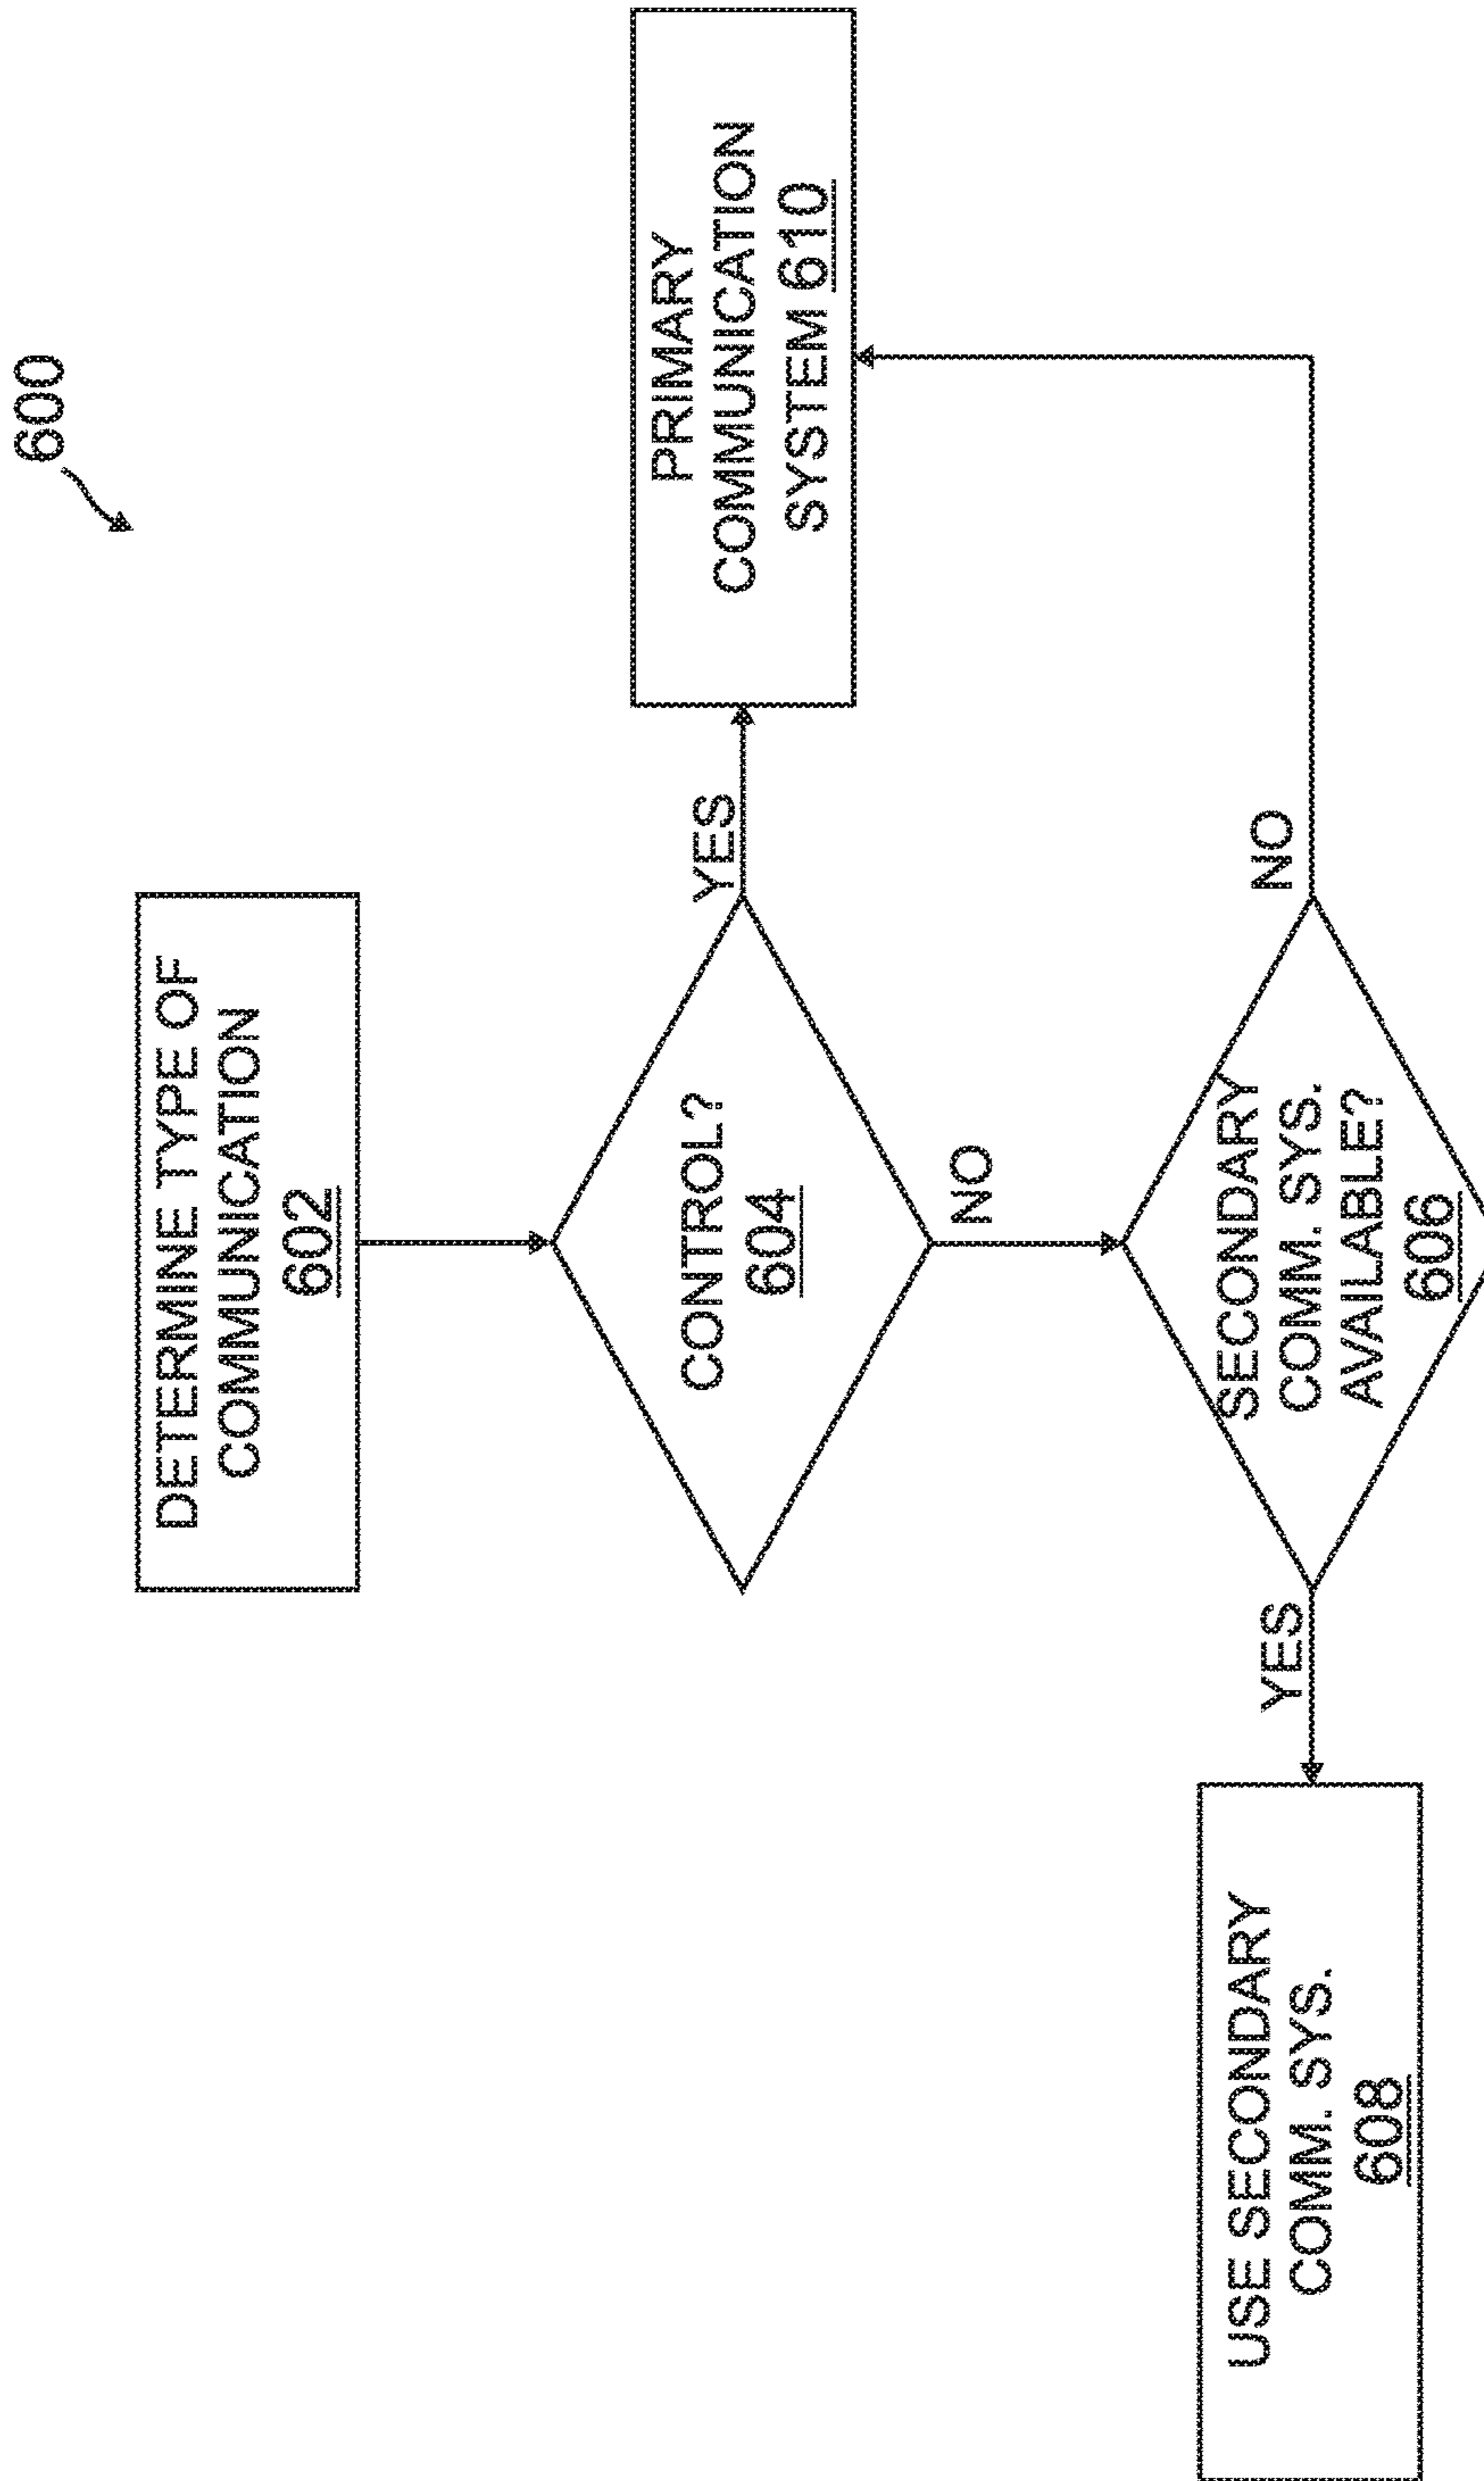 600
DETERMINE TYPE OF
COMMUNICATION
602
CONTROL?
604
YES
PRIMARY
COMMUNICATION
SYSTEM 610
NO
SECONDARY
COMM. SYS.
AVAILABLE?
606
NO
YES
USE SECONDARY
COMM. SYS.
608